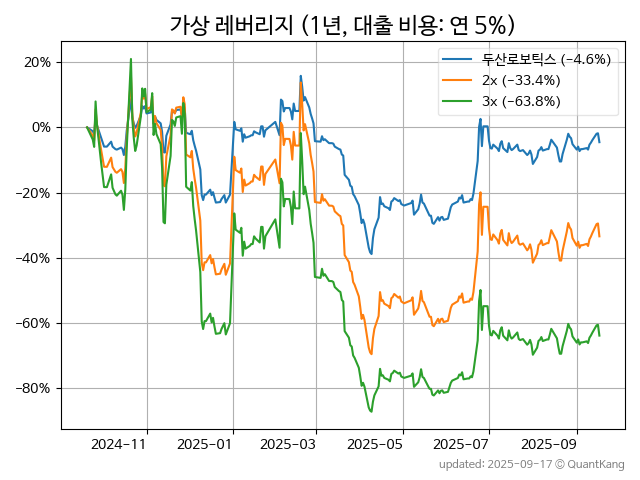 가상 레버리지 (1년, 대출 비용: 연 5%)
두산로보틱스 (−4.6%)
2x (−33.4%)
3x (−63.8%)
20%
0%
−20%
−40%
−60%
−80%
2024-11
2025-01
2025-03
2025-05
2025-07
2025-09
updated: 2025-09-17 © QuantKang